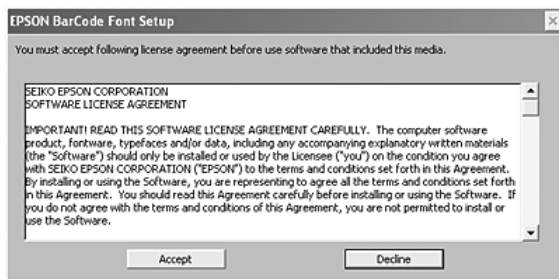 EPSON BarCode Font Setup
You must accept following license agreement before use software that included this media.
SEIKO EPSON CORPORATION
SOFTWARE LICENSE AGREEMENT
IMPORTANT! READ THIS SOFTWARE LICENSE AGREEMENT CAREFULLY. The computer software
product, fontware, typefaces and/or data, including any accompanying explanatory written materials
(the "Software") should only be installed or used by the Licensee ("you") on the condition you agree
with SEIKO EPSON CORPORATION ("EPSON") to the terms and conditions set forth in this Agreement.
By installing or using the Software, you are representing to agree all the terms and conditions set forth
in this Agreement. You should read this Agreement carefully before installing or using the Software. If
you do not agree with the terms and conditions of this Agreement, you are not permitted to install or
use the Software.
Accept Decline